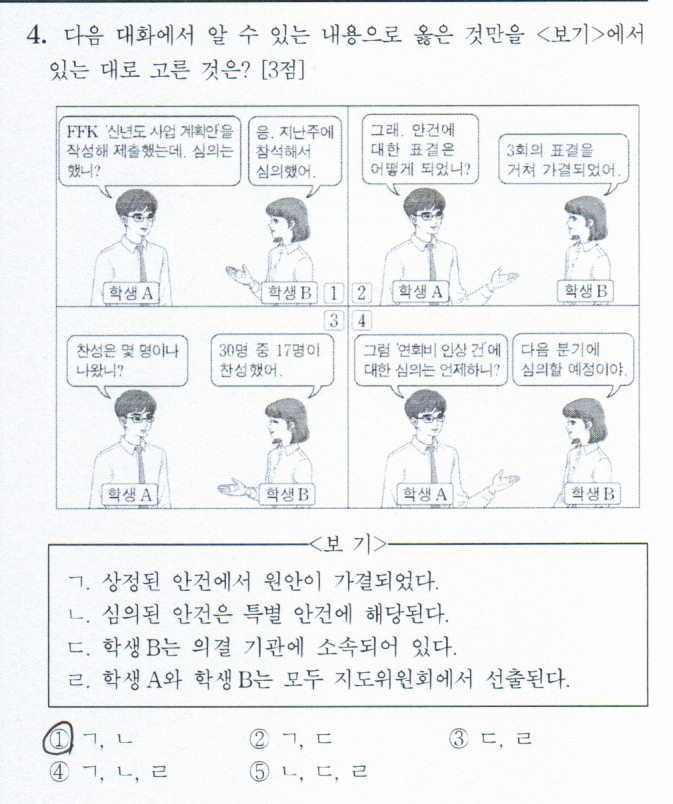 4. 다음 대화에서 알 수 있는 내용으로 옳은 것만을 <보기>에서
있는 대로 고른 것은? [3점]
FFK '신년도 사업 계획안'을
작성해 제출했는데, 심의는
했니?
응. 지난주에
참석해서
심의했어.
학생 A
학생 B
1
그래. 안건에
대한 표결은
어떻게 되었니?
3회의 표결을
거쳐 가결되었어.
2
학생 A
학생 B
3
찬성은 몇 명이나
나왔니?
30명 중 17명이
찬성했어.
학생 A
학생 B
4
그럼 '연회비 인상 건'에
대한 심의는 언제하니?
다음 분기에
심의할 예정이야.
학생 A
학생 B
<보 기>
ㄱ. 상정된 안건에서 원안이 가결되었다.
ㄴ. 심의된 안건은 특별 안건에 해당된다.
ㄷ. 학생 B는 의결 기관에 소속되어 있다.
ㄹ. 학생 A와 학생 B는 모두 지도위원회에서 선출된다.
① ㄱ, ㄴ ② ㄱ, ㄷ ③ ㄷ, ㄹ
④ ㄱ, ㄴ, ㄹ ⑤ ㄴ, ㄷ, ㄹ